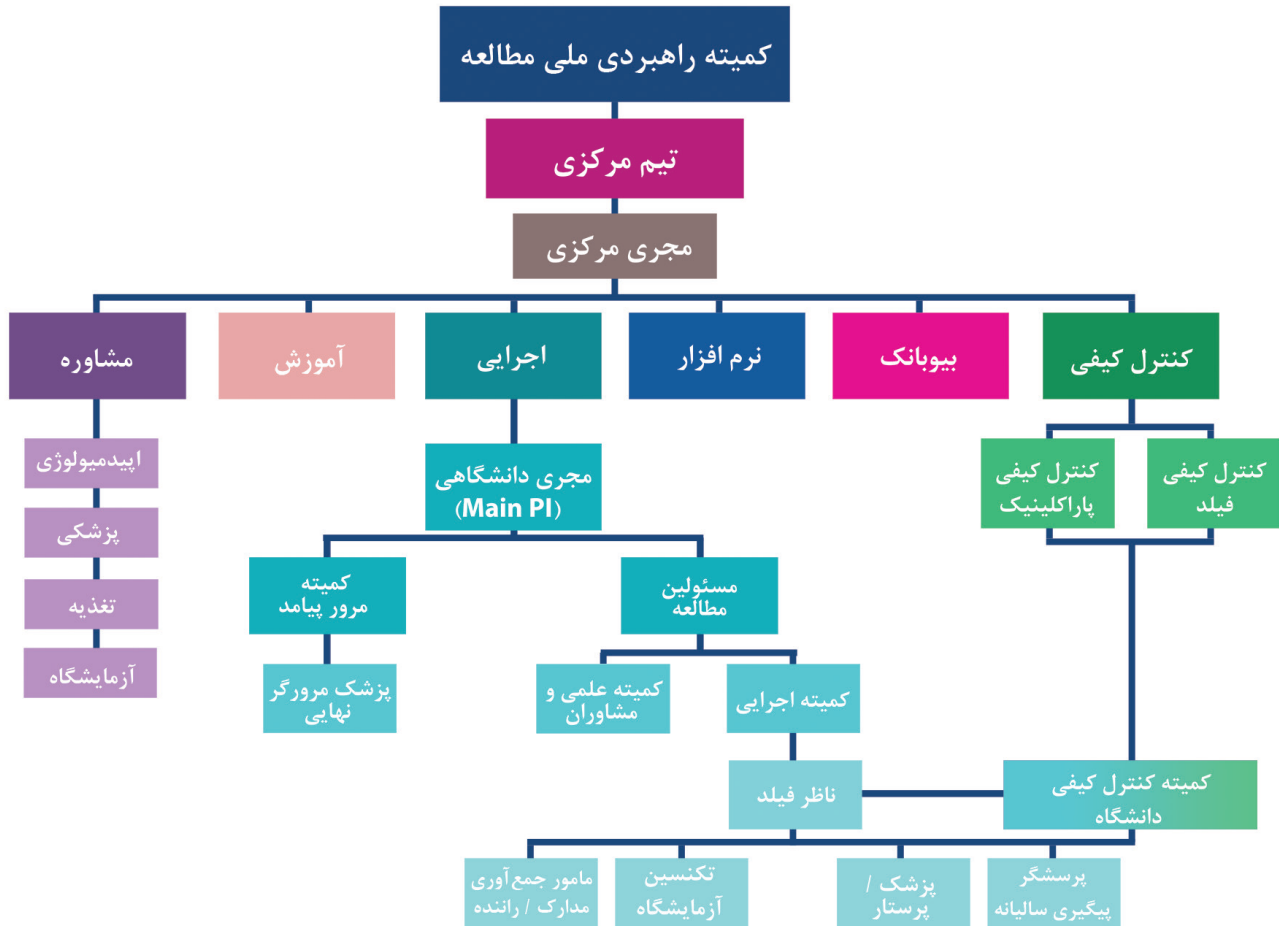 کمیته راهبردی ملی مطالعه
تیم مرکزی
مجری مرکزی
کنترل کیفی
بیوبانک
نرم افزار
اجرایی
آموزش
مشاوره
کنترل کیفی
فیلد
کنترل کیفی
پاراکلینیک
مجری دانشگاهی
(Main PI)
اپیدمیولوژی
پزشکی
تغذیه
آزمایشگاه
مسئولین
مطالعه
کمیته
مرور پیامد
کمیته اجرایی
کمیته علمی و
مشاوران
پزشک مرورگر
نهایی
کمیته کنترل کیفی
دانشگاه
ناظر فیلد
پرسشگر
پیگیری سالیانه
پزشک /
پرستار
تکنسین
آزمایشگاه
مامور جمع‌آوری
مدارک / راننده